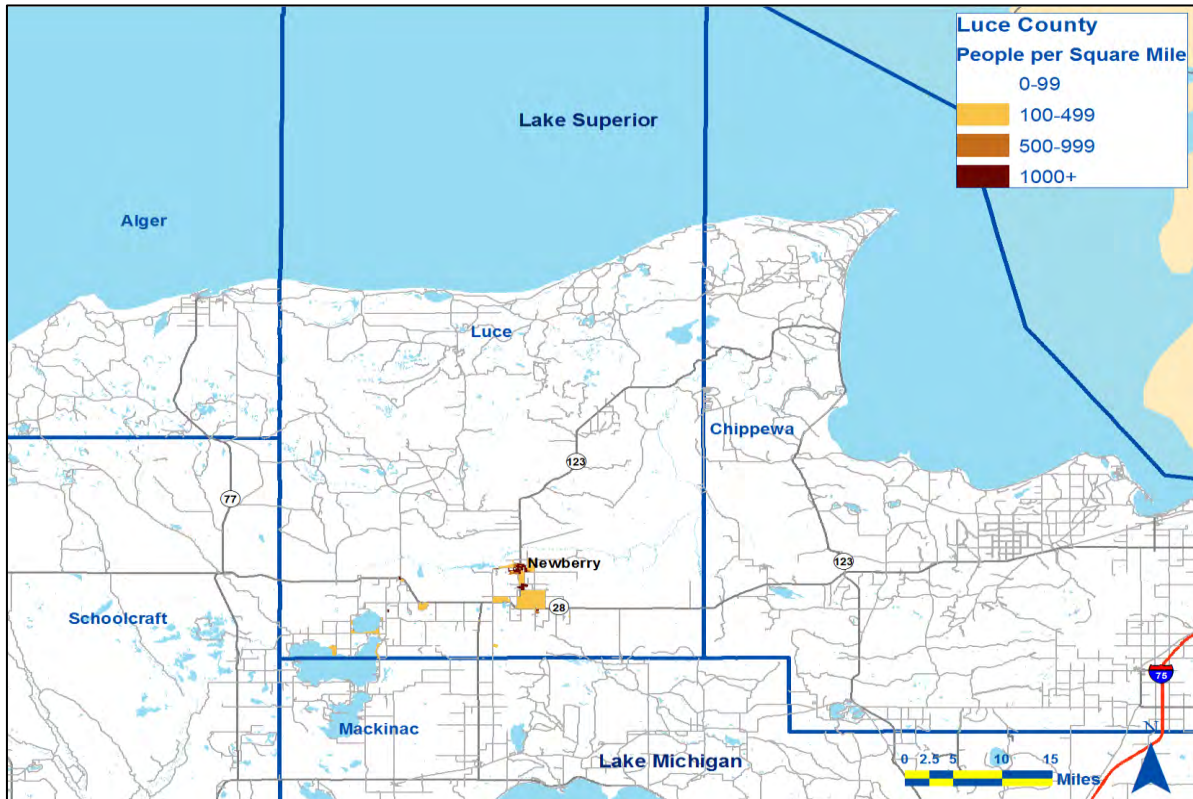 Luce County
People per Square Mile
0-99
100-499
500-999
1000+
Lake Superior
Alger
Luce
Chippewa
123
77
Newberry
123
28
Schoolcraft
75
Mackinac
N
Lake Michigan
0 2.5 5 10 15
Miles